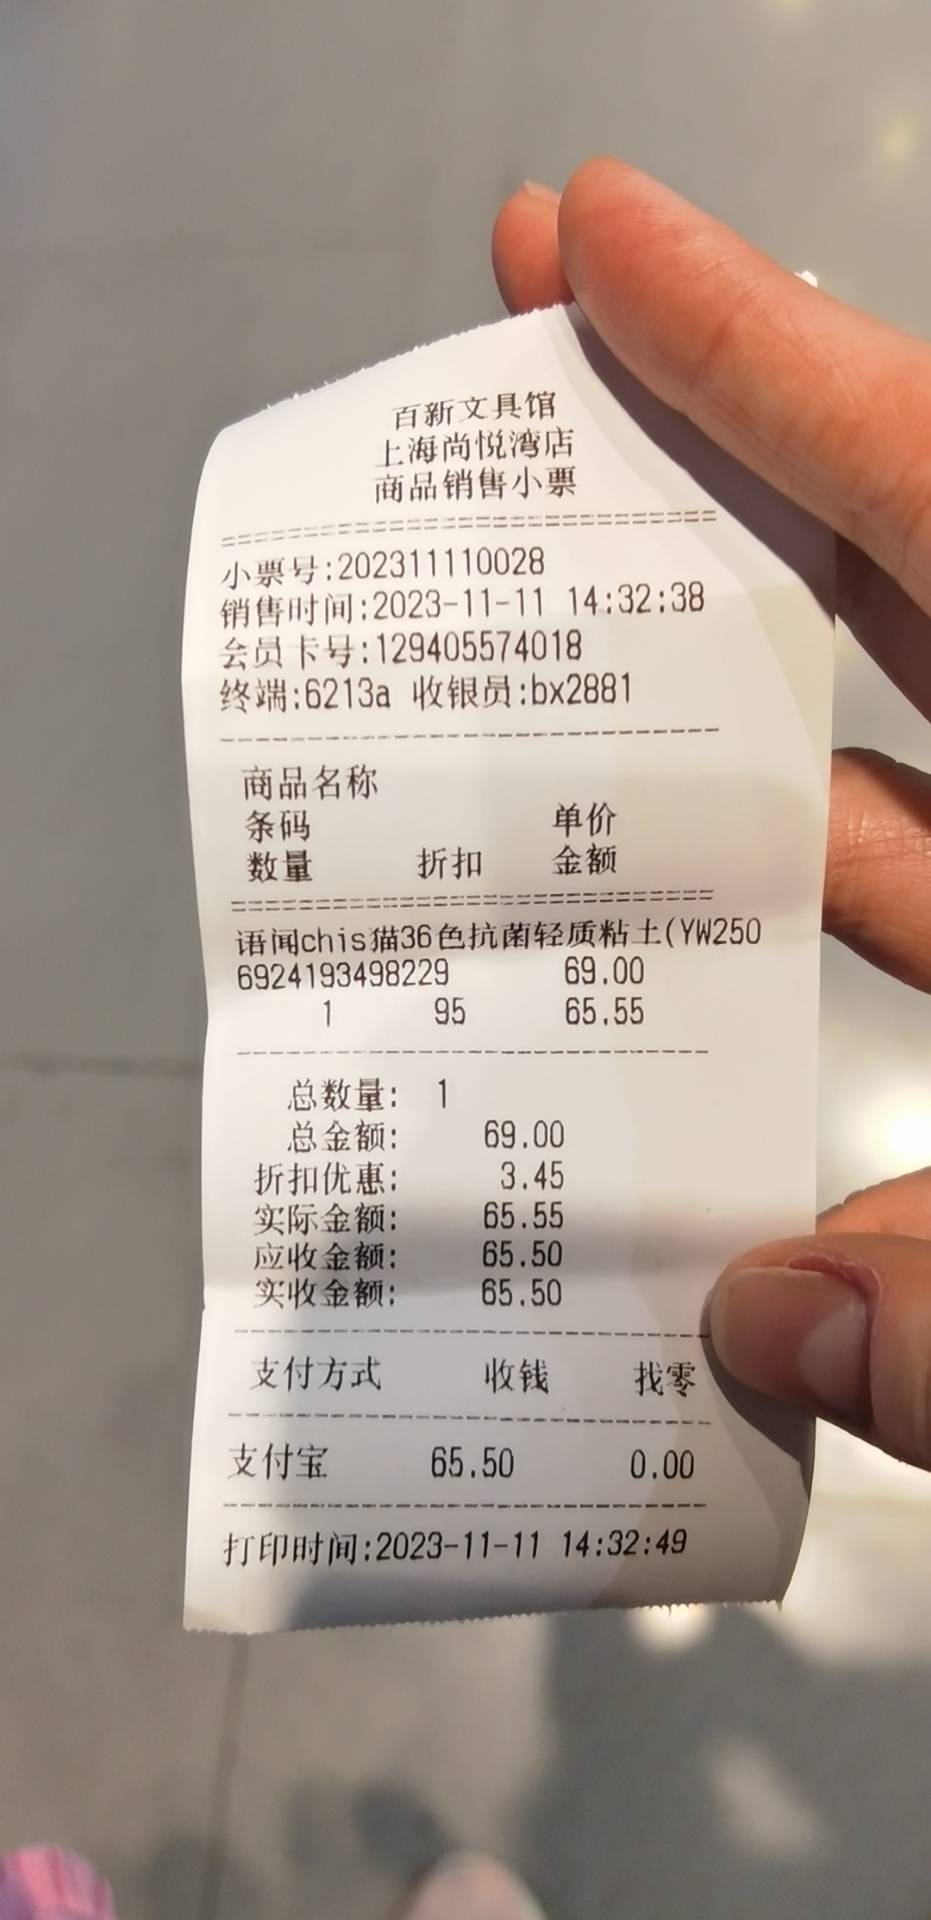 百新文具馆
上海尚悦湾店
商品销售小票
小票号:202311110028
销售时间:2023-11-11 14:32:38
会员卡号:129405574018
终端:6213a 收银员:bx2881
商品名称
条码 单价
数量 折扣 金额
语闻chis猫36色抗菌轻质粘土(YW250
6924193498229 69.00
1 95 65.55
总数量: 1
总金额: 69.00
折扣优惠: 3.45
实际金额: 65.55
应收金额: 65.50
实收金额: 65.50
支付方式 收钱 找零
支付宝 65.50 0.00
打印时间:2023-11-11 14:32:49